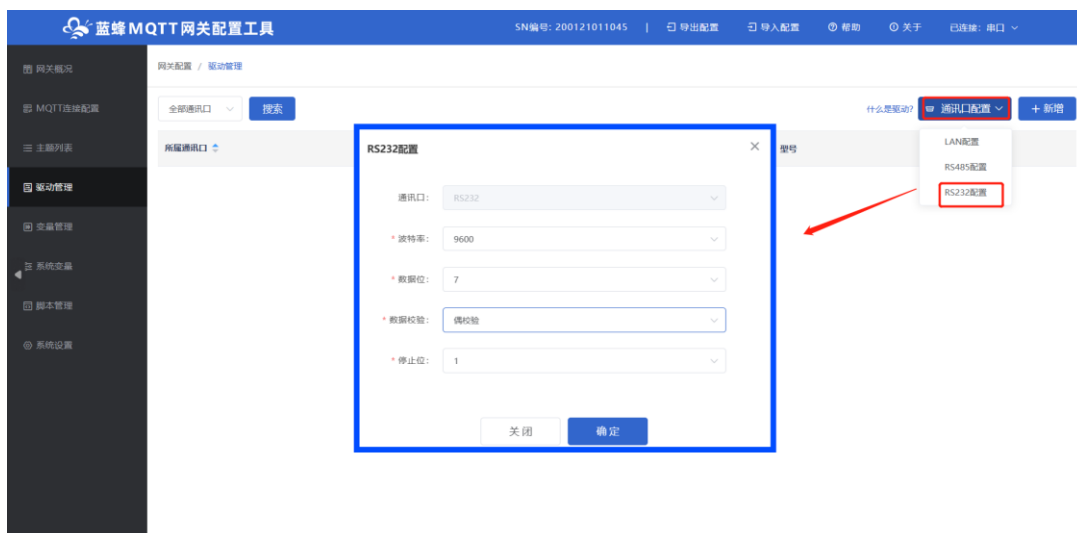 蓝蜂MQTT网关配置工具
SN编号: 200121011045 | 导出配置 导入配置 帮助 关于 已连接: 串口
网关概况
网关配置 / 驱动管理
MQTT连接配置
全部通讯口 搜索 什么是驱动? 通讯口配置 + 新增
主题列表
所属通讯口 型号
LAN配置
RS485配置
RS232配置
驱动管理
变量管理
系统变量
脚本管理
系统设置
RS232配置
通讯口: RS232
* 波特率: 9600
* 数据位: 7
* 数据校验: 偶校验
* 停止位: 1
关闭 确定